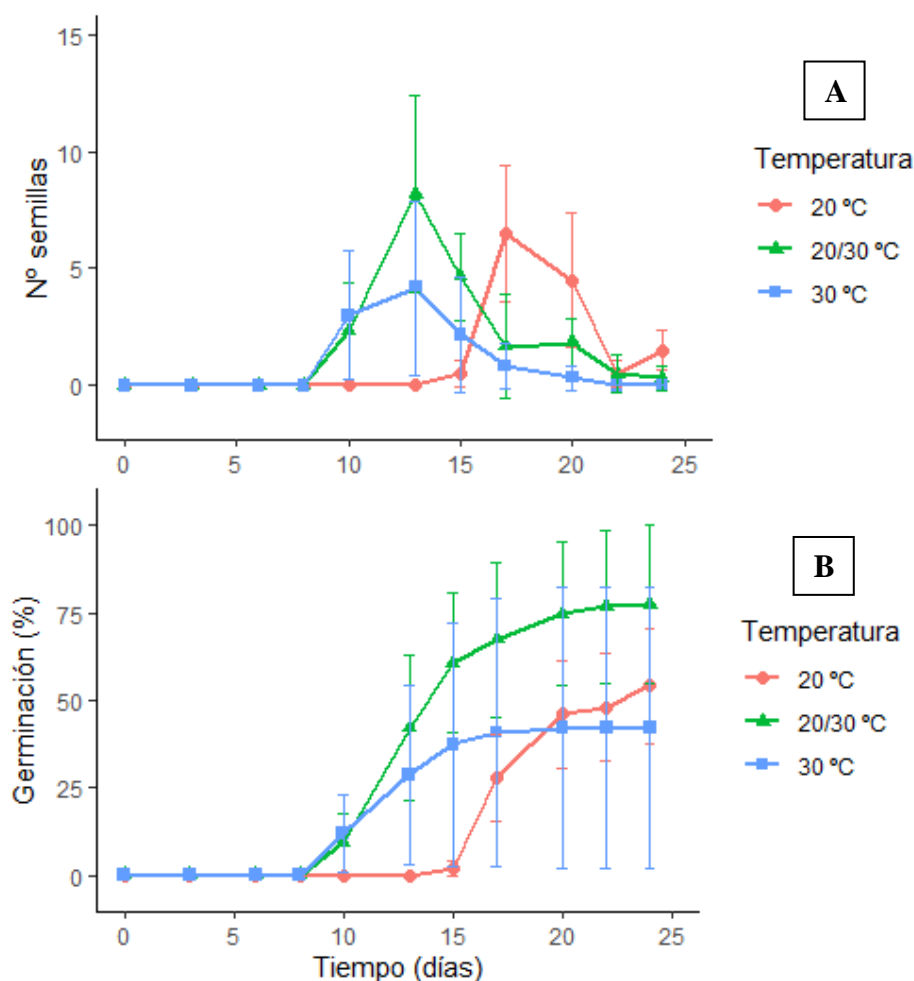 15
10
5
0
Nº semillas
0 5 10 15 20 25
A
Temperatura
20 ºC
20/30 ºC
30 ºC
100
75
50
25
0
Germinación (%)
0 5 10 15 20 25
Tiempo (días)
B
Temperatura
20 ºC
20/30 ºC
30 ºC